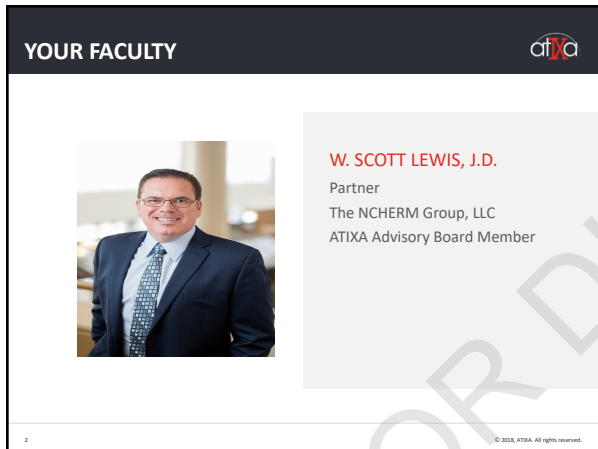 YOUR FACULTY
atIXa
W. SCOTT LEWIS, J.D.
Partner
The NCHERM Group, LLC
ATIXA Advisory Board Member
2
© 2018, ATIXA. All rights reserved.
OR D